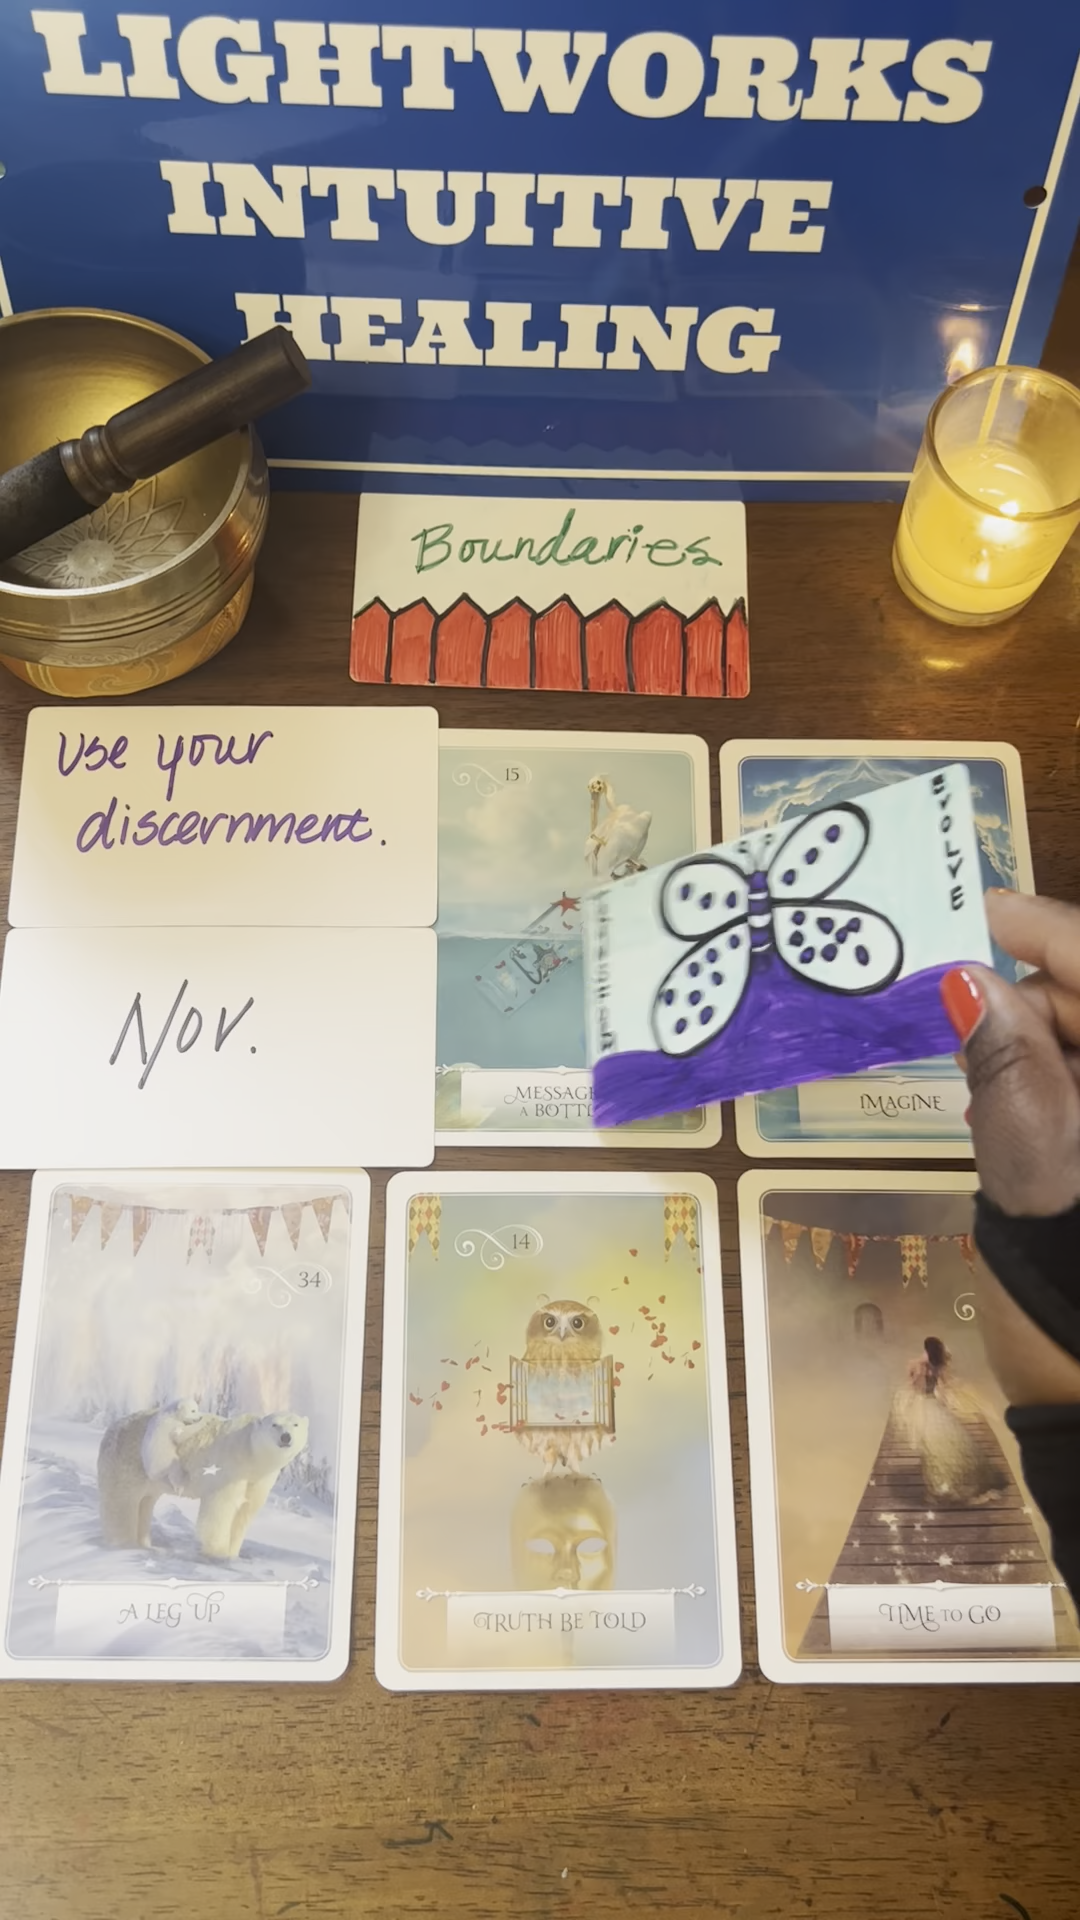 LIGHTWORKS
INTUITIVE
HEALING
Boundaries
Use your
discernment.
Nov.
15
MESSAGE
A BOTTL
EVOLVE
IMAGINE
34
A LEG UP
14
TRUTH BE TOLD
TIME TO GO